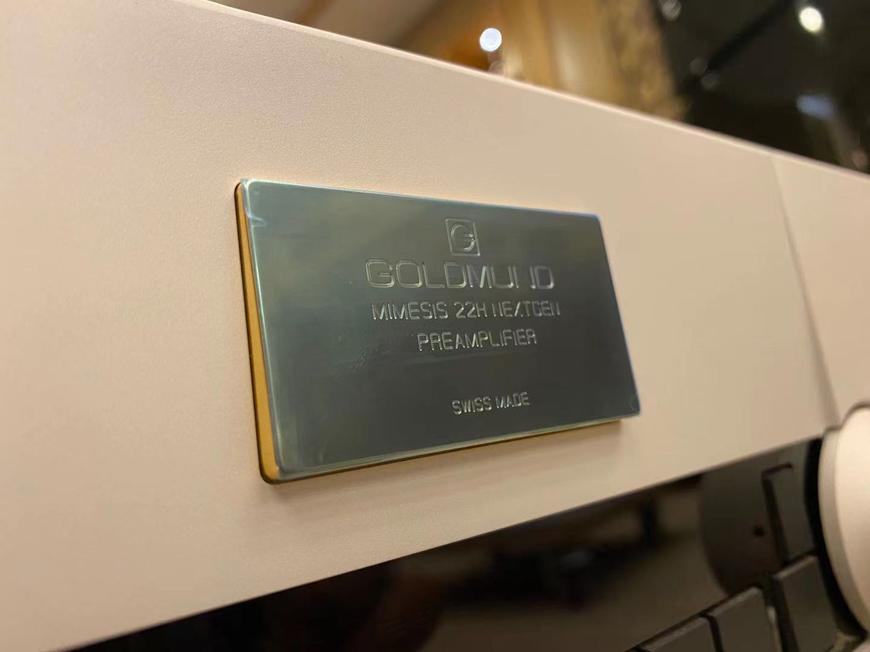 G
GOLDMUND
MIMESIS 22H NEXTGEN
PREAMPLIFIER
SWISS MADE